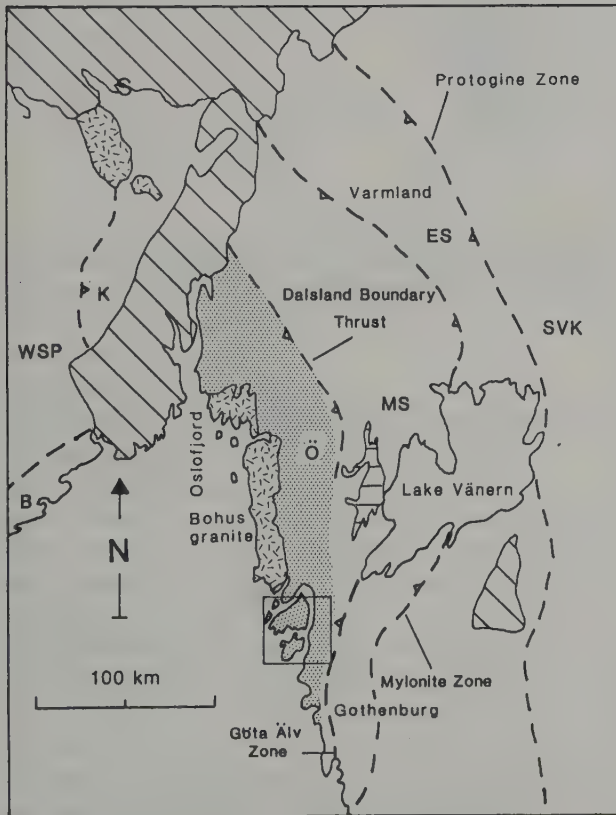 S
Protogine Zone
Varmland
ES
K
Dalsland Boundary
Thrust
SVK
WSP
MS
Oslofjord
Ö
Lake Vänern
B
Bohus
granite
N
100 km
Mylonite Zone
Gothenburg
Göta Älv
Zone